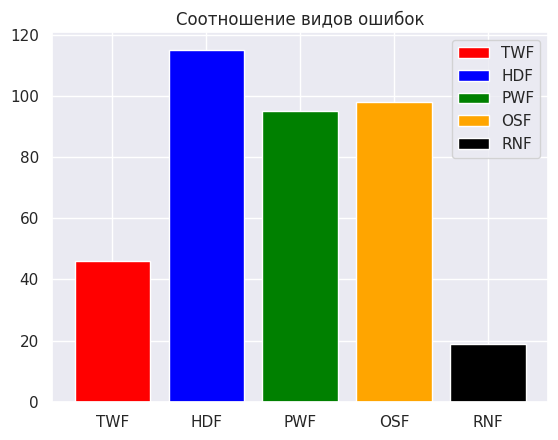 Соотношение видов ошибок
120
100
80
60
40
20
0
TWF
HDF
PWF
OSF
RNF
TWF HDF PWF OSF RNF